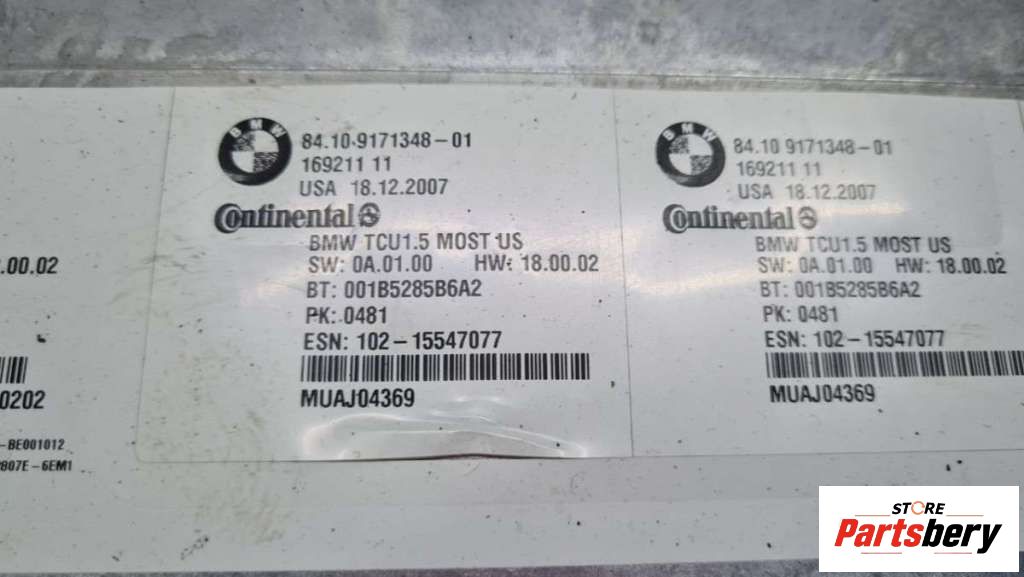 BMW
84.10 9171348-01
169211 11
USA 18.12.2007
Continental
BMW TCU1.5 MOST US
SW: 0A.01.00 HW: 18.00.02
BT: 001B5285B6A2
PK: 0481
ESN: 102-15547077
MUAJ04369
BMW
84.10 9171348-01
169211 11
USA 18.12.2007
Continental
BMW TCU1.5 MOST US
SW: 0A.01.00 HW: 18.00.02
BT: 001B5285B6A2
PK: 0481
ESN: 102-15547077
MUAJ04369
.00.02
0202
-BE001012
807E-6EM1
STORE
Partsbery